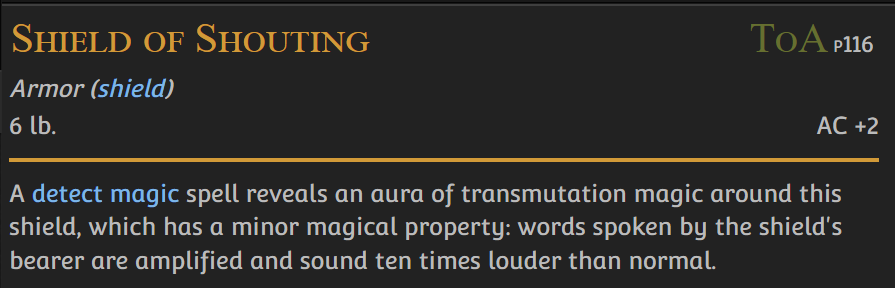 Shield of Shouting ToA p116
Armor (shield)
6 lb. AC +2
A detect magic spell reveals an aura of transmutation magic around this
shield, which has a minor magical property: words spoken by the shield's
bearer are amplified and sound ten times louder than normal.